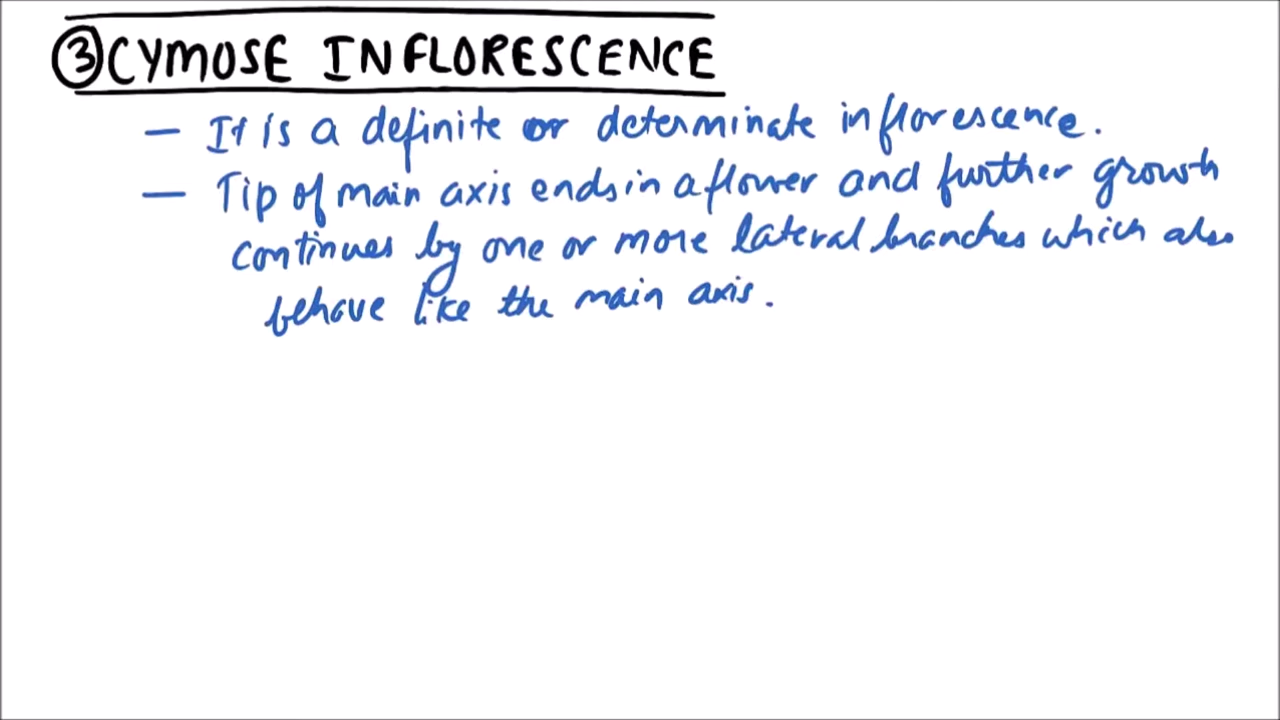 ③ CYMOSE INFLORESCENCE
— It is a definite or determinate inflorescence.
— Tip of main axis ends in a flower and further growth
continues by one or more lateral branches which also
behave like the main axis.